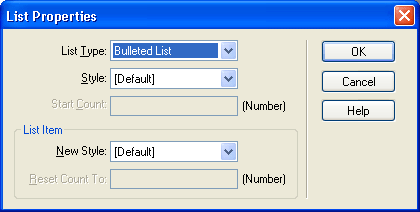 List Properties
List Type: Bulleted List
OK
Style: [Default]
Cancel
Start Count: (Number)
Help
List Item
New Style: [Default]
Reset Count To: (Number)